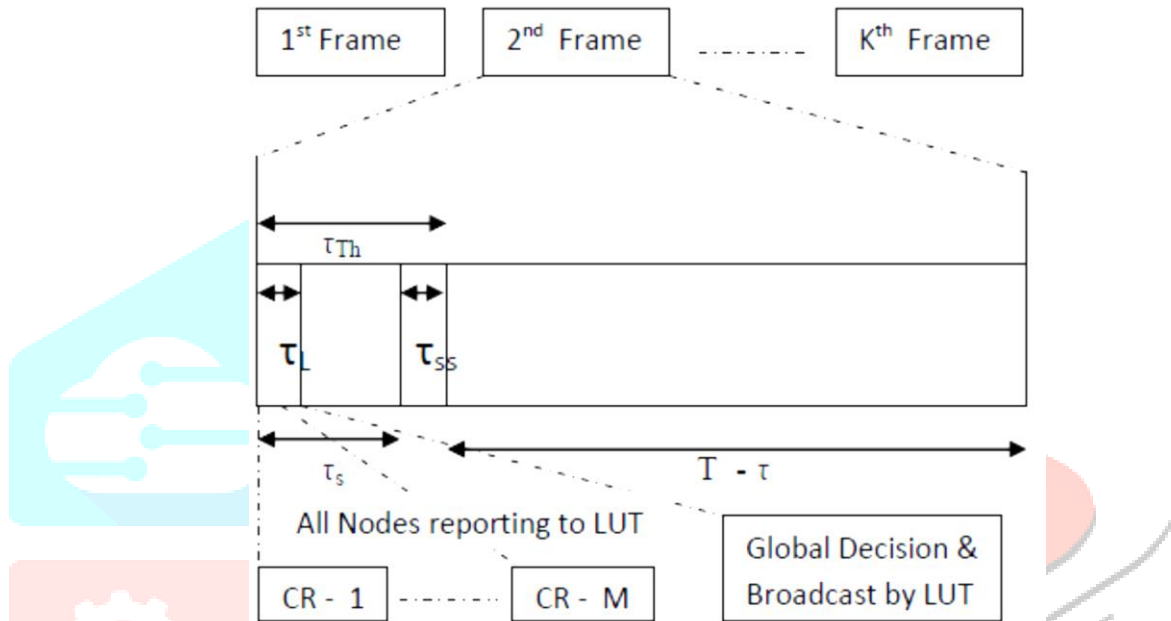 1st Frame
2nd Frame
Kth Frame
τTh
τL
τss
τs
T - τ
All Nodes reporting to LUT
Global Decision &
Broadcast by LUT
CR - 1
CR - M